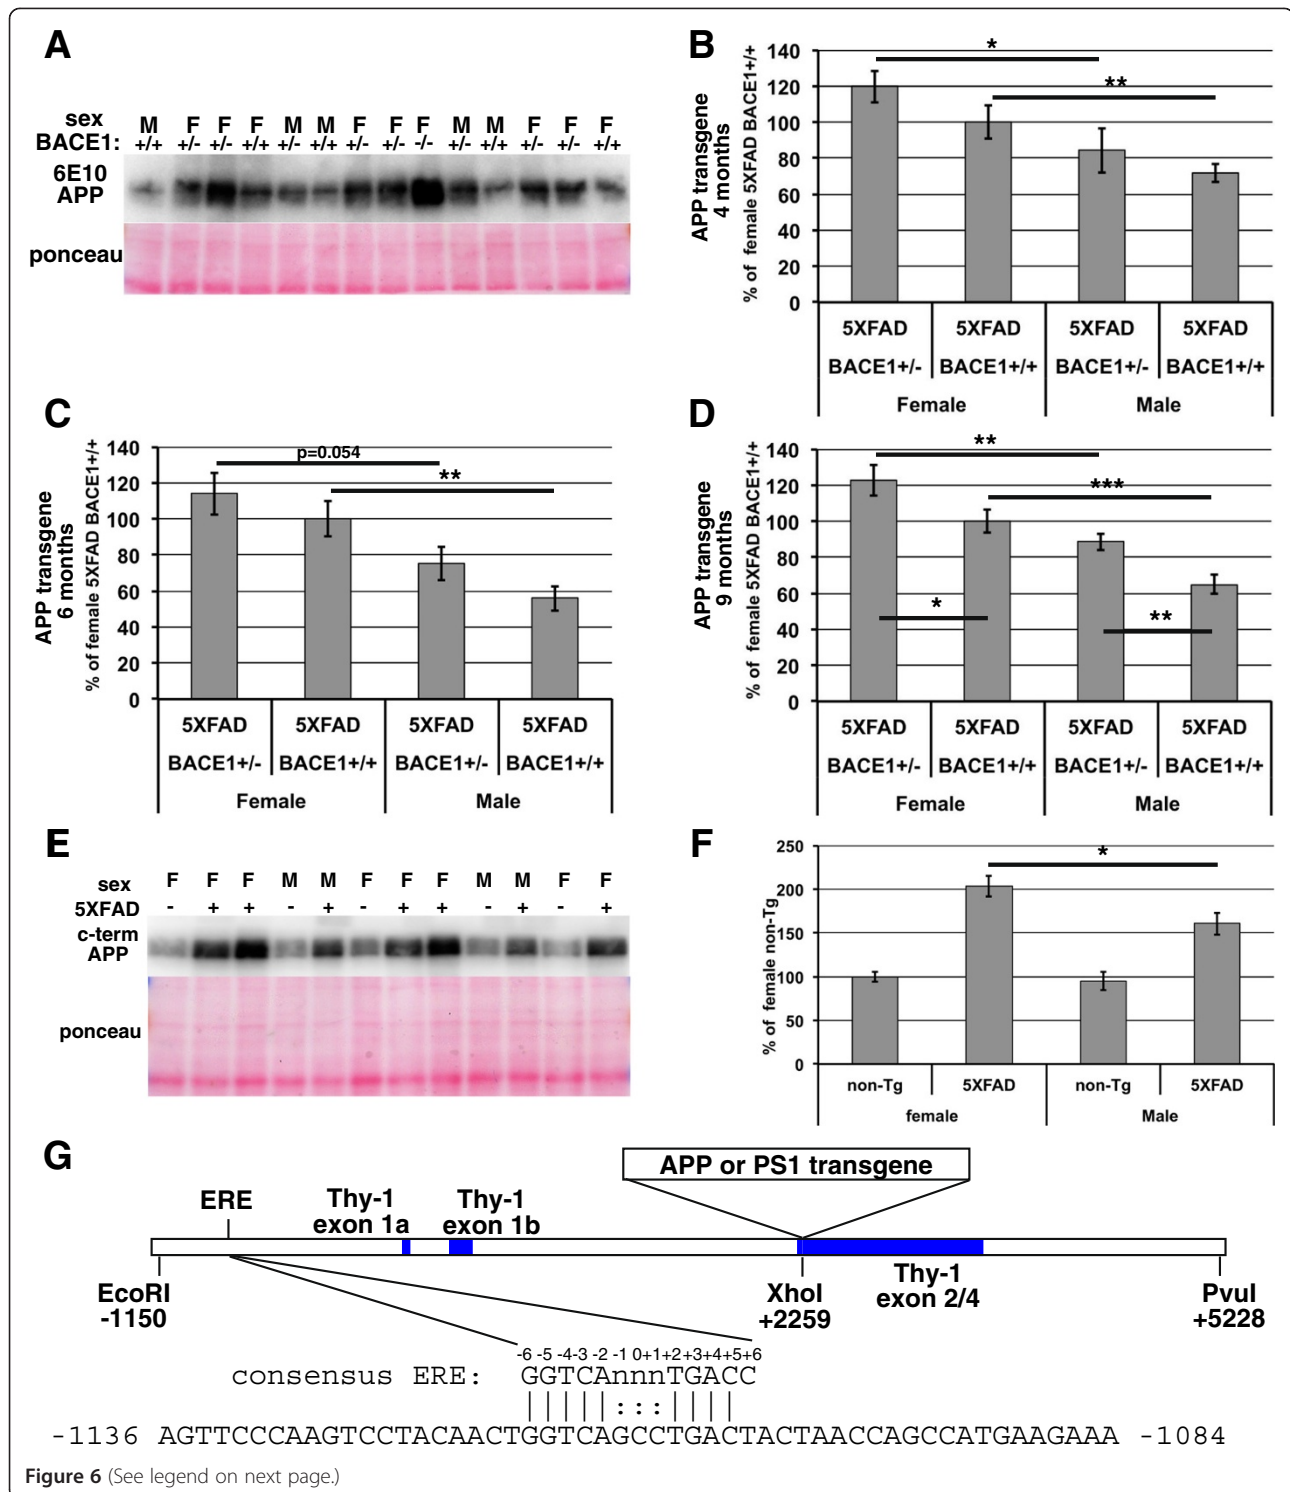 A
sex M F F F M M F F F M M F F F
BACE1: +/+ +/- +/- +/+ +/- +/+ +/- +/- -/- +/- +/+ +/- +/- +/+
6E10
APP
ponceau
B
APP transgene
4 months
% of female 5XFAD BACE1+/+
140
120
100
80
60
40
20
0
*
**
5XFAD 5XFAD 5XFAD 5XFAD
BACE1+/- BACE1+/+ BACE1+/- BACE1+/+
Female Male
C
APP transgene
6 months
% of female 5XFAD BACE1+/+
140
120
100
80
60
40
20
0
p=0.054
**
5XFAD 5XFAD 5XFAD 5XFAD
BACE1+/- BACE1+/+ BACE1+/- BACE1+/+
Female Male
D
APP transgene
9 months
% of female 5XFAD BACE1+/+
140
120
100
80
60
40
20
0
**
***
*
**
5XFAD 5XFAD 5XFAD 5XFAD
BACE1+/- BACE1+/+ BACE1+/- BACE1+/+
Female Male
E
sex F F F M M F F F M M F F
5XFAD - + + - + - + + - + - +
c-term
APP
ponceau
F
% of female non-Tg
250
200
150
100
50
0
*
non-Tg 5XFAD non-Tg 5XFAD
female Male
G
APP or PS1 transgene
ERE
Thy-1
exon 1a
Thy-1
exon 1b
EcoRI
-1150
XhoI
+2259
Thy-1
exon 2/4
PvuI
+5228
-6 -5 -4 -3 -2 -1 0+1+2+3+4+5+6
consensus ERE: GGTCAnnnTGACC
|||||:::||||
-1136 AGTTCCCAAGTCCTACAACTGGTCAGCCTGACTACTAACCAGCCATGAAGAAA -1084
Figure 6 (See legend on next page.)